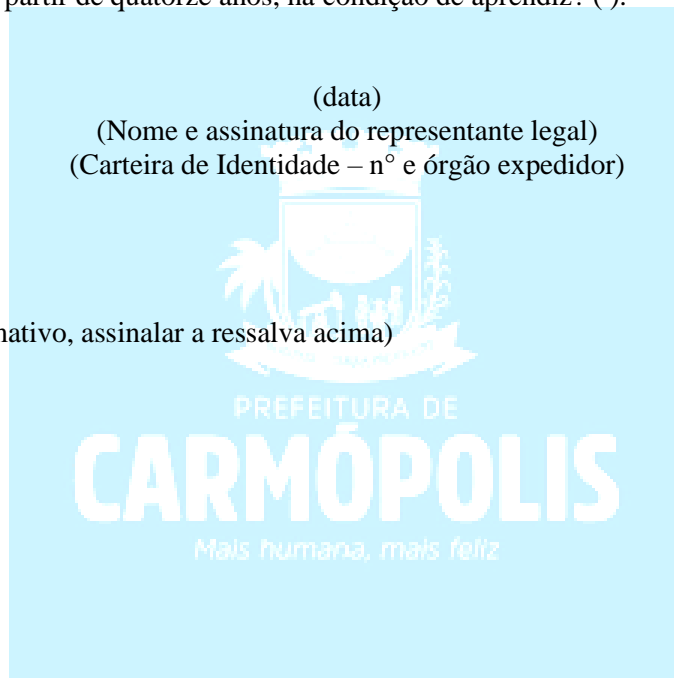 partir de quatorze anos, na condição de aprendiz? ( ).
(data)
(Nome e assinatura do representante legal)
(Carteira de Identidade – n° e órgão expedidor)
nativo, assinalar a ressalva acima)
PREFEITURA DE
CARMÓPOLIS
Mais humana, mais feliz